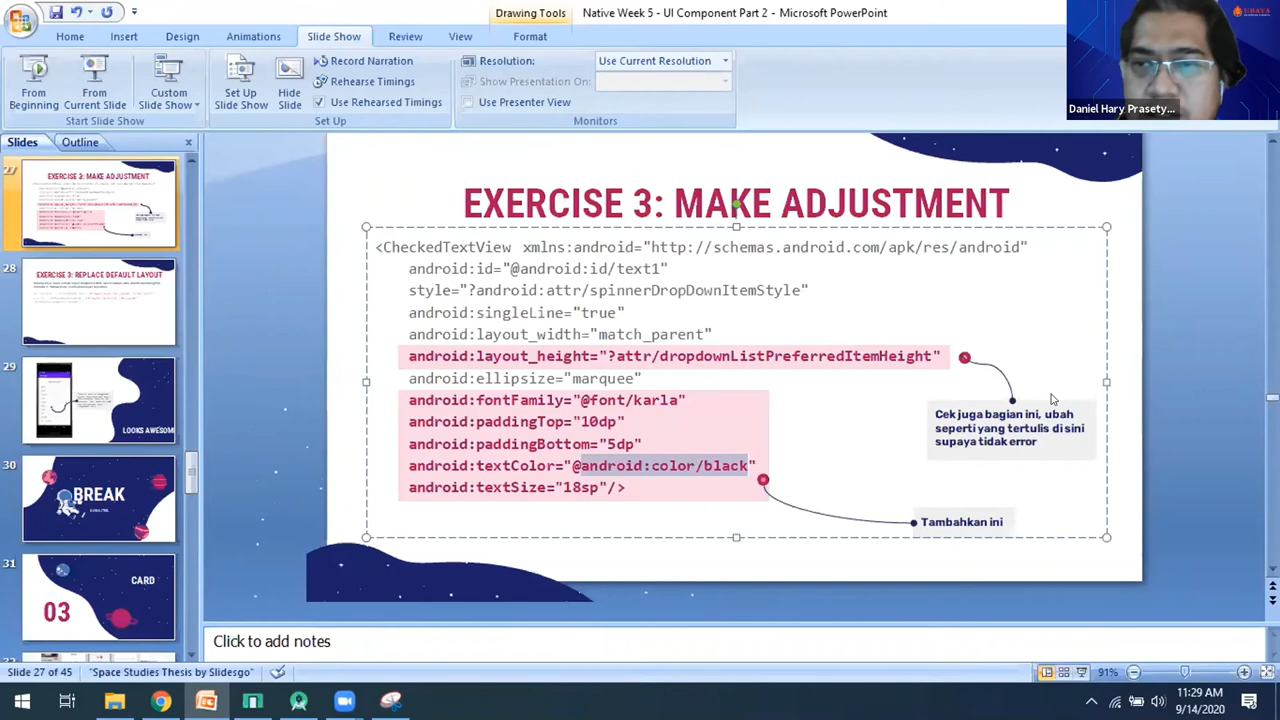 Drawing Tools
Native Week 5 - UI Component Part 2 - Microsoft PowerPoint
UBAYA
Home
Insert
Design
Animations
Slide Show
Review
View
Format
From Beginning
From Current Slide
Custom Slide Show
Start Slide Show
Set Up Slide Show
Hide Slide
Record Narration
Rehearse Timings
Use Rehearsed Timings
Set Up
Resolution:
Use Current Resolution
Show Presentation On:
Use Presenter View
Monitors
Daniel Hary Prasety...
Slides
Outline
27
EXERCISE 3: MAKE ADJUSTMENT
28
EXERCISE 3: REPLACE DEFAULT LAYOUT
29
LOOKS AWESOME
30
BREAK
31
CARD
03
EXERCISE 3: MAKE ADJUSTMENT
<CheckedTextView xmlns:android="http://schemas.android.com/apk/res/android"
android:id="@android:id/text1"
style="?android:attr/spinnerDropDownItemStyle"
android:singleLine="true"
android:layout_width="match_parent"
android:layout_height="?attr/dropdownListPreferredItemHeight"
android:ellipsize="marquee"
android:fontFamily="@font/karla"
android:paddingTop="10dp"
android:paddingBottom="5dp"
android:textColor="@android:color/black"
android:textSize="18sp"/>
Cek juga bagian ini, ubah
seperti yang tertulis di sini
supaya tidak error
Tambahkan ini
Click to add notes
Slide 27 of 45
"Space Studies Thesis by Slidesgo"
91%
11:29 AM
9/14/2020